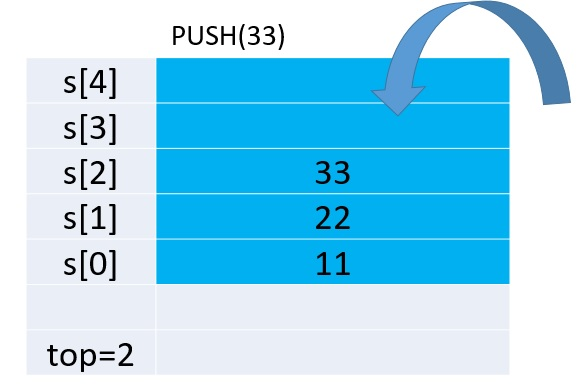 PUSH(33)
s[4]
s[3]
s[2] 33
s[1] 22
s[0] 11
top=2